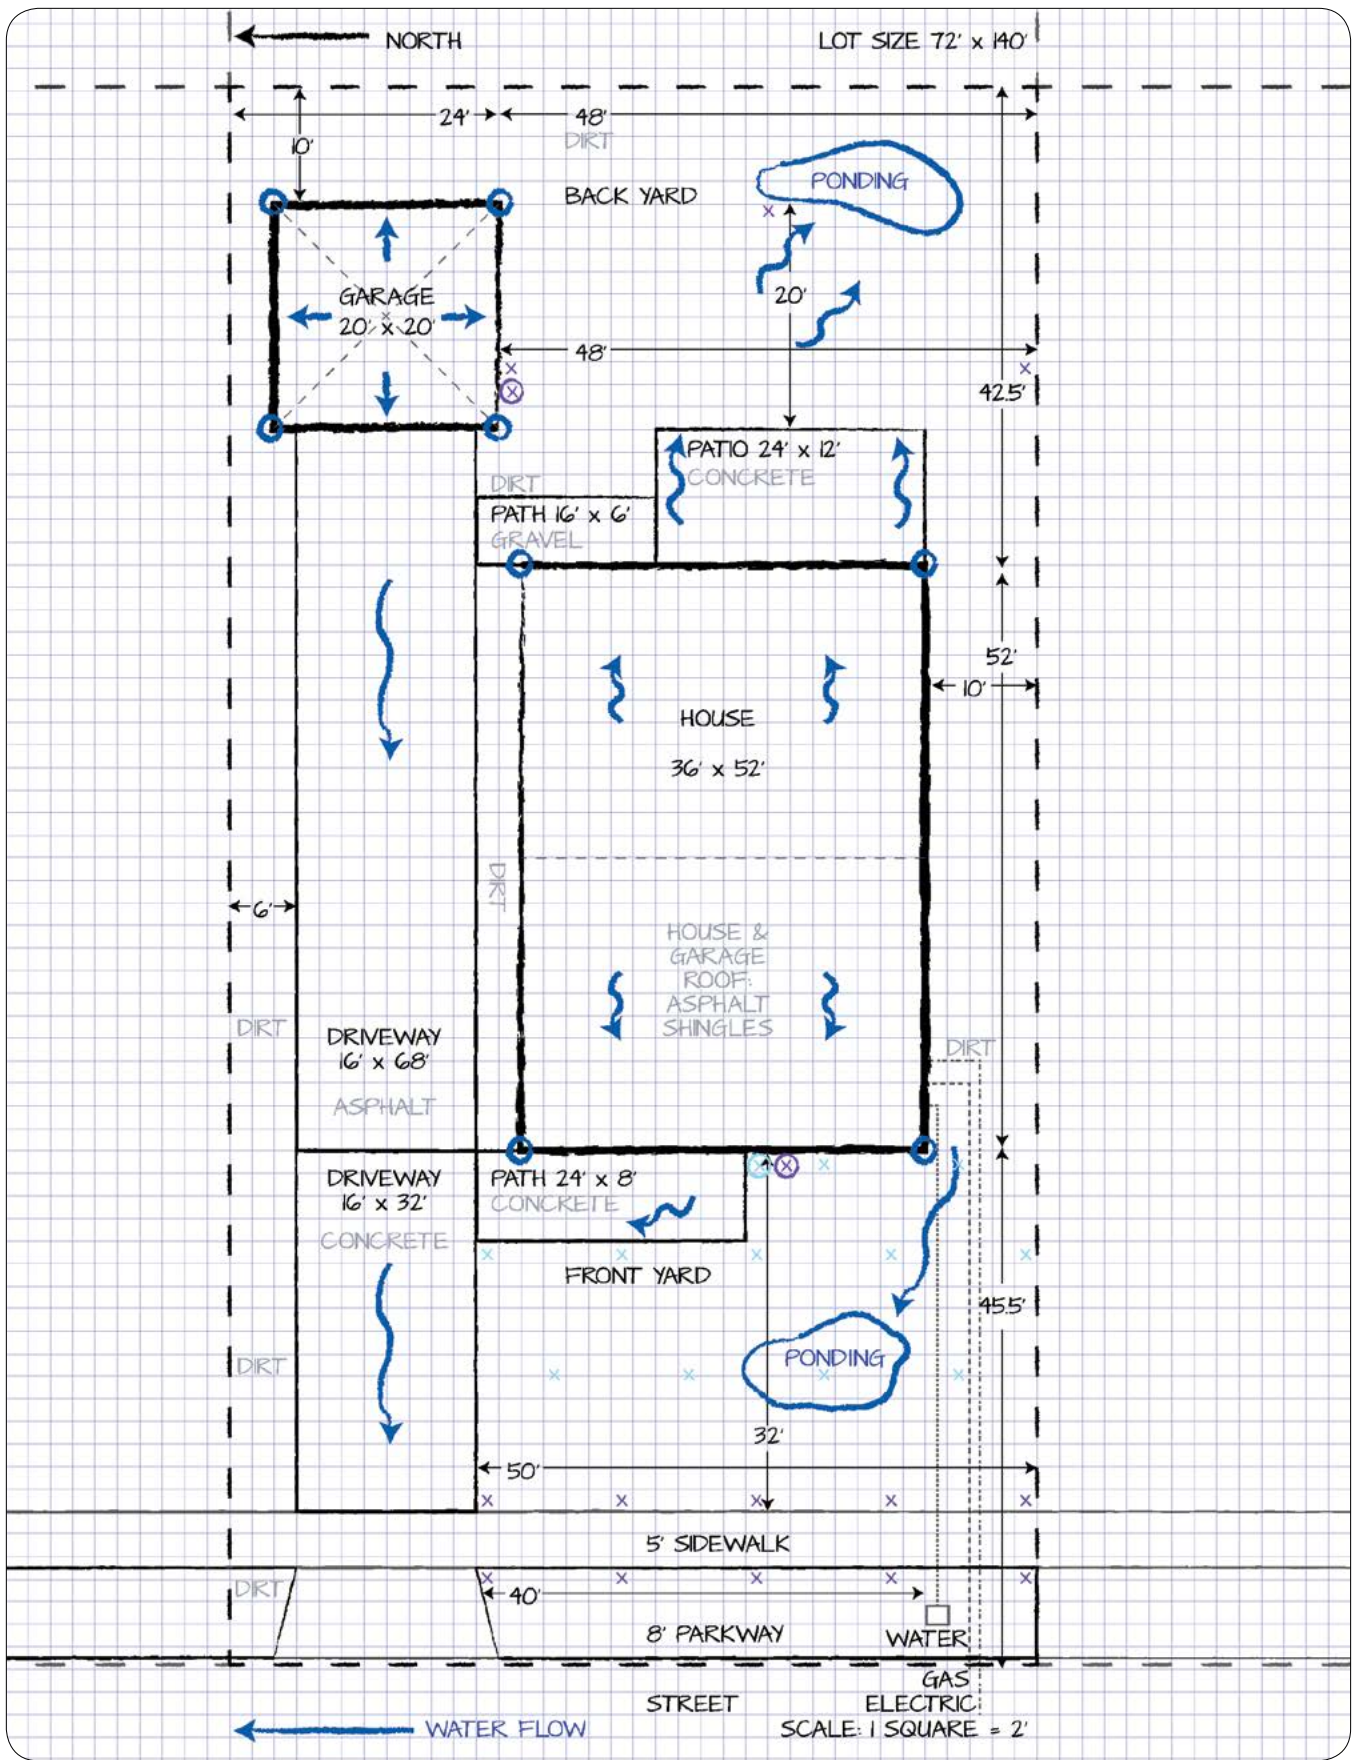 NORTH
LOT SIZE 72' x 140'
24'
48'
10'
DIRT
BACK YARD
PONDING
GARAGE
20' x 20'
20'
48'
42.5'
PATIO 24' x 12'
CONCRETE
DIRT
PATH 16' x 6'
GRAVEL
52'
10'
HOUSE
36' x 52'
DIRT
6'
HOUSE &
GARAGE
ROOF:
ASPHALT
SHINGLES
DIRT
DRIVEWAY
16' x 68'
ASPHALT
DIRT
DRIVEWAY
16' x 32'
CONCRETE
PATH 24' x 8'
CONCRETE
FRONT YARD
45.5'
DIRT
PONDING
32'
50'
5' SIDEWALK
DIRT
40'
8' PARKWAY
WATER
GAS
STREET
ELECTRIC
WATER FLOW
SCALE: 1 SQUARE = 2'